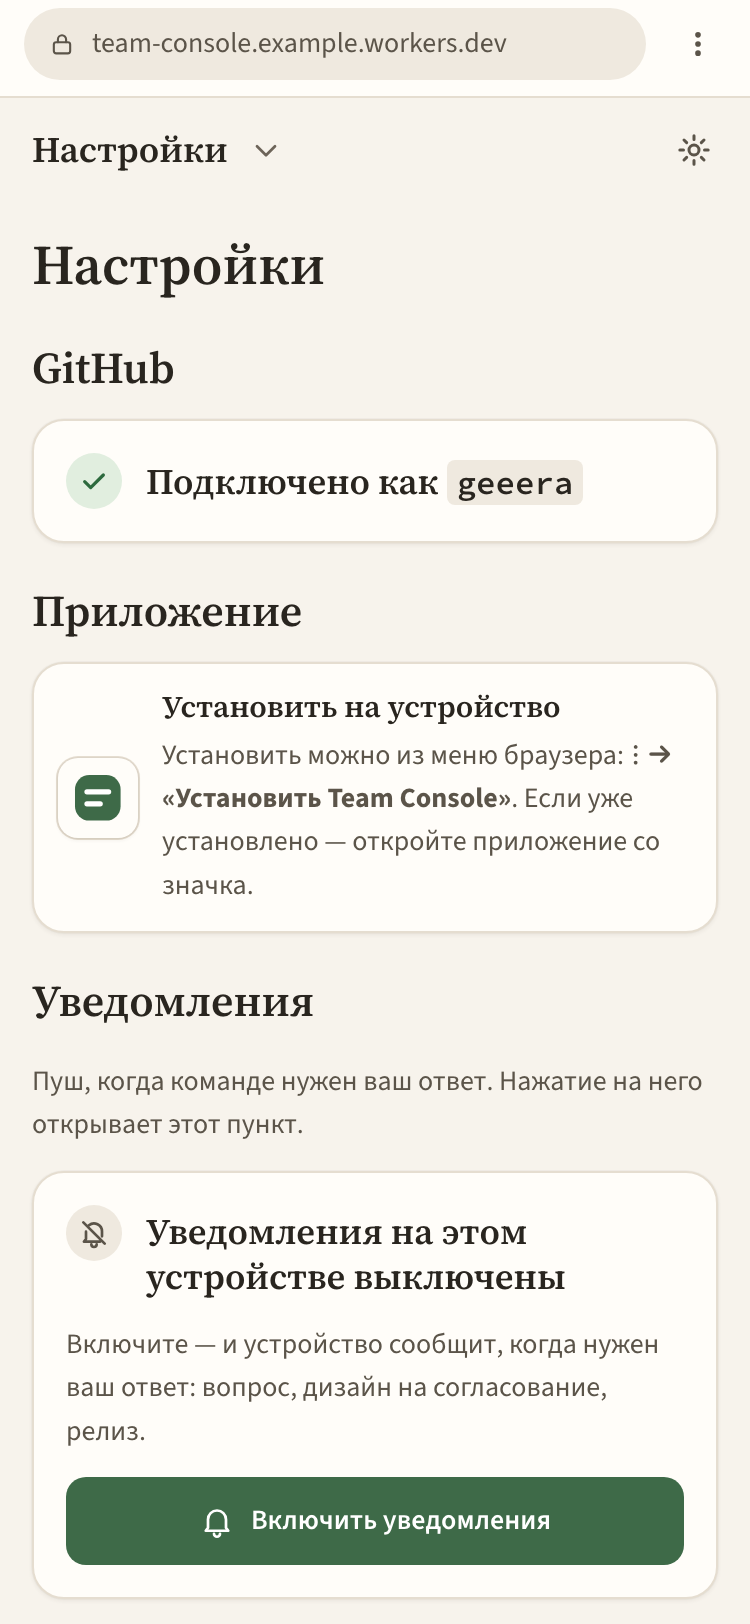 team-console.example.workers.dev
Настройки
Настройки
GitHub
Подключено как geeera
Приложение
Установить на устройство
Установить можно из меню браузера: ⋮ →
«Установить Team Console». Если уже
установлено — откройте приложение со
значка.
Уведомления
Пуш, когда команде нужен ваш ответ. Нажатие на него
открывает этот пункт.
Уведомления на этом
устройстве выключены
Включите — и устройство сообщит, когда нужен
ваш ответ: вопрос, дизайн на согласование,
релиз.
Включить уведомления